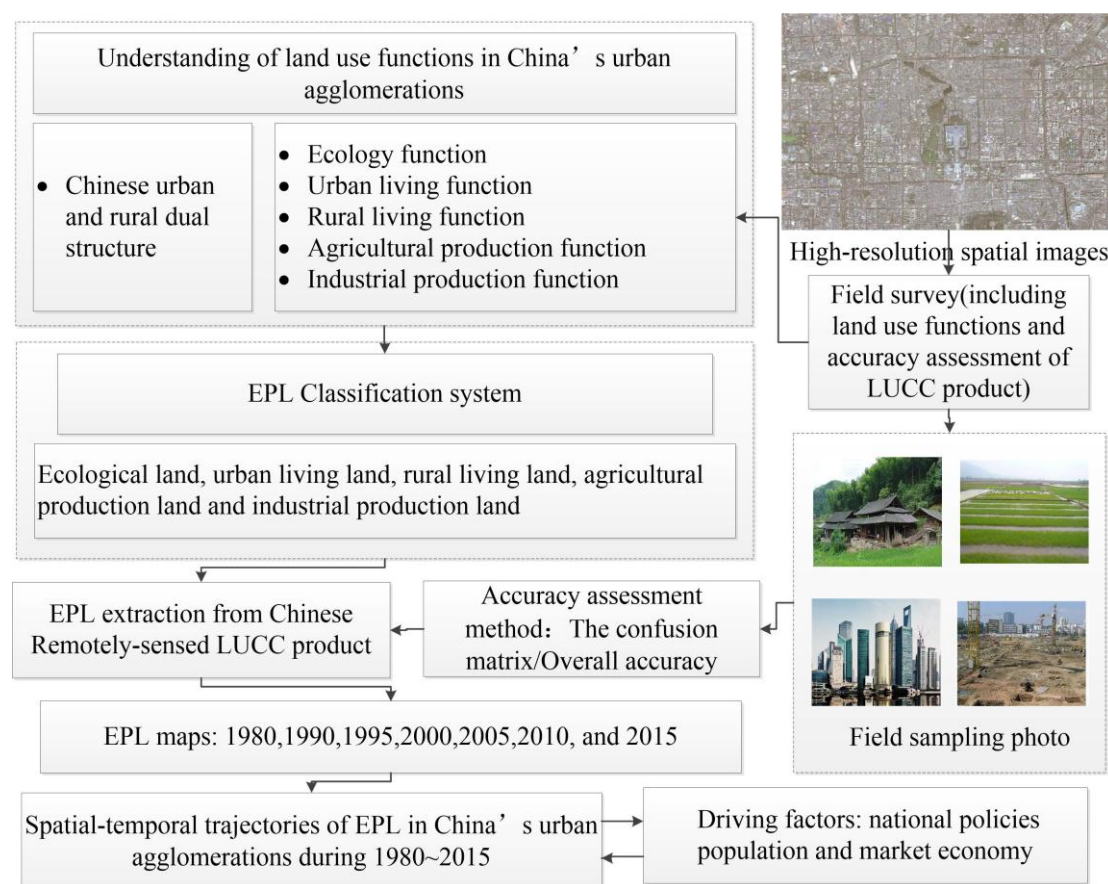 Understanding of land use functions in China’s urban
agglomerations
• Chinese urban
and rural dual
structure
• Ecology function
• Urban living function
• Rural living function
• Agricultural production function
• Industrial production function
High-resolution spatial images
Field survey(including
land use functions and
accuracy assessment of
LUCC product)
EPL Classification system
Ecological land, urban living land, rural living land, agricultural
production land and industrial production land
EPL extraction from Chinese
Remotely-sensed LUCC product
Accuracy assessment
method：The confusion
matrix/Overall accuracy
Field sampling photo
EPL maps: 1980,1990,1995,2000,2005,2010, and 2015
Spatial-temporal trajectories of EPL in China’s urban
agglomerations during 1980~2015
Driving factors: national policies
population and market economy